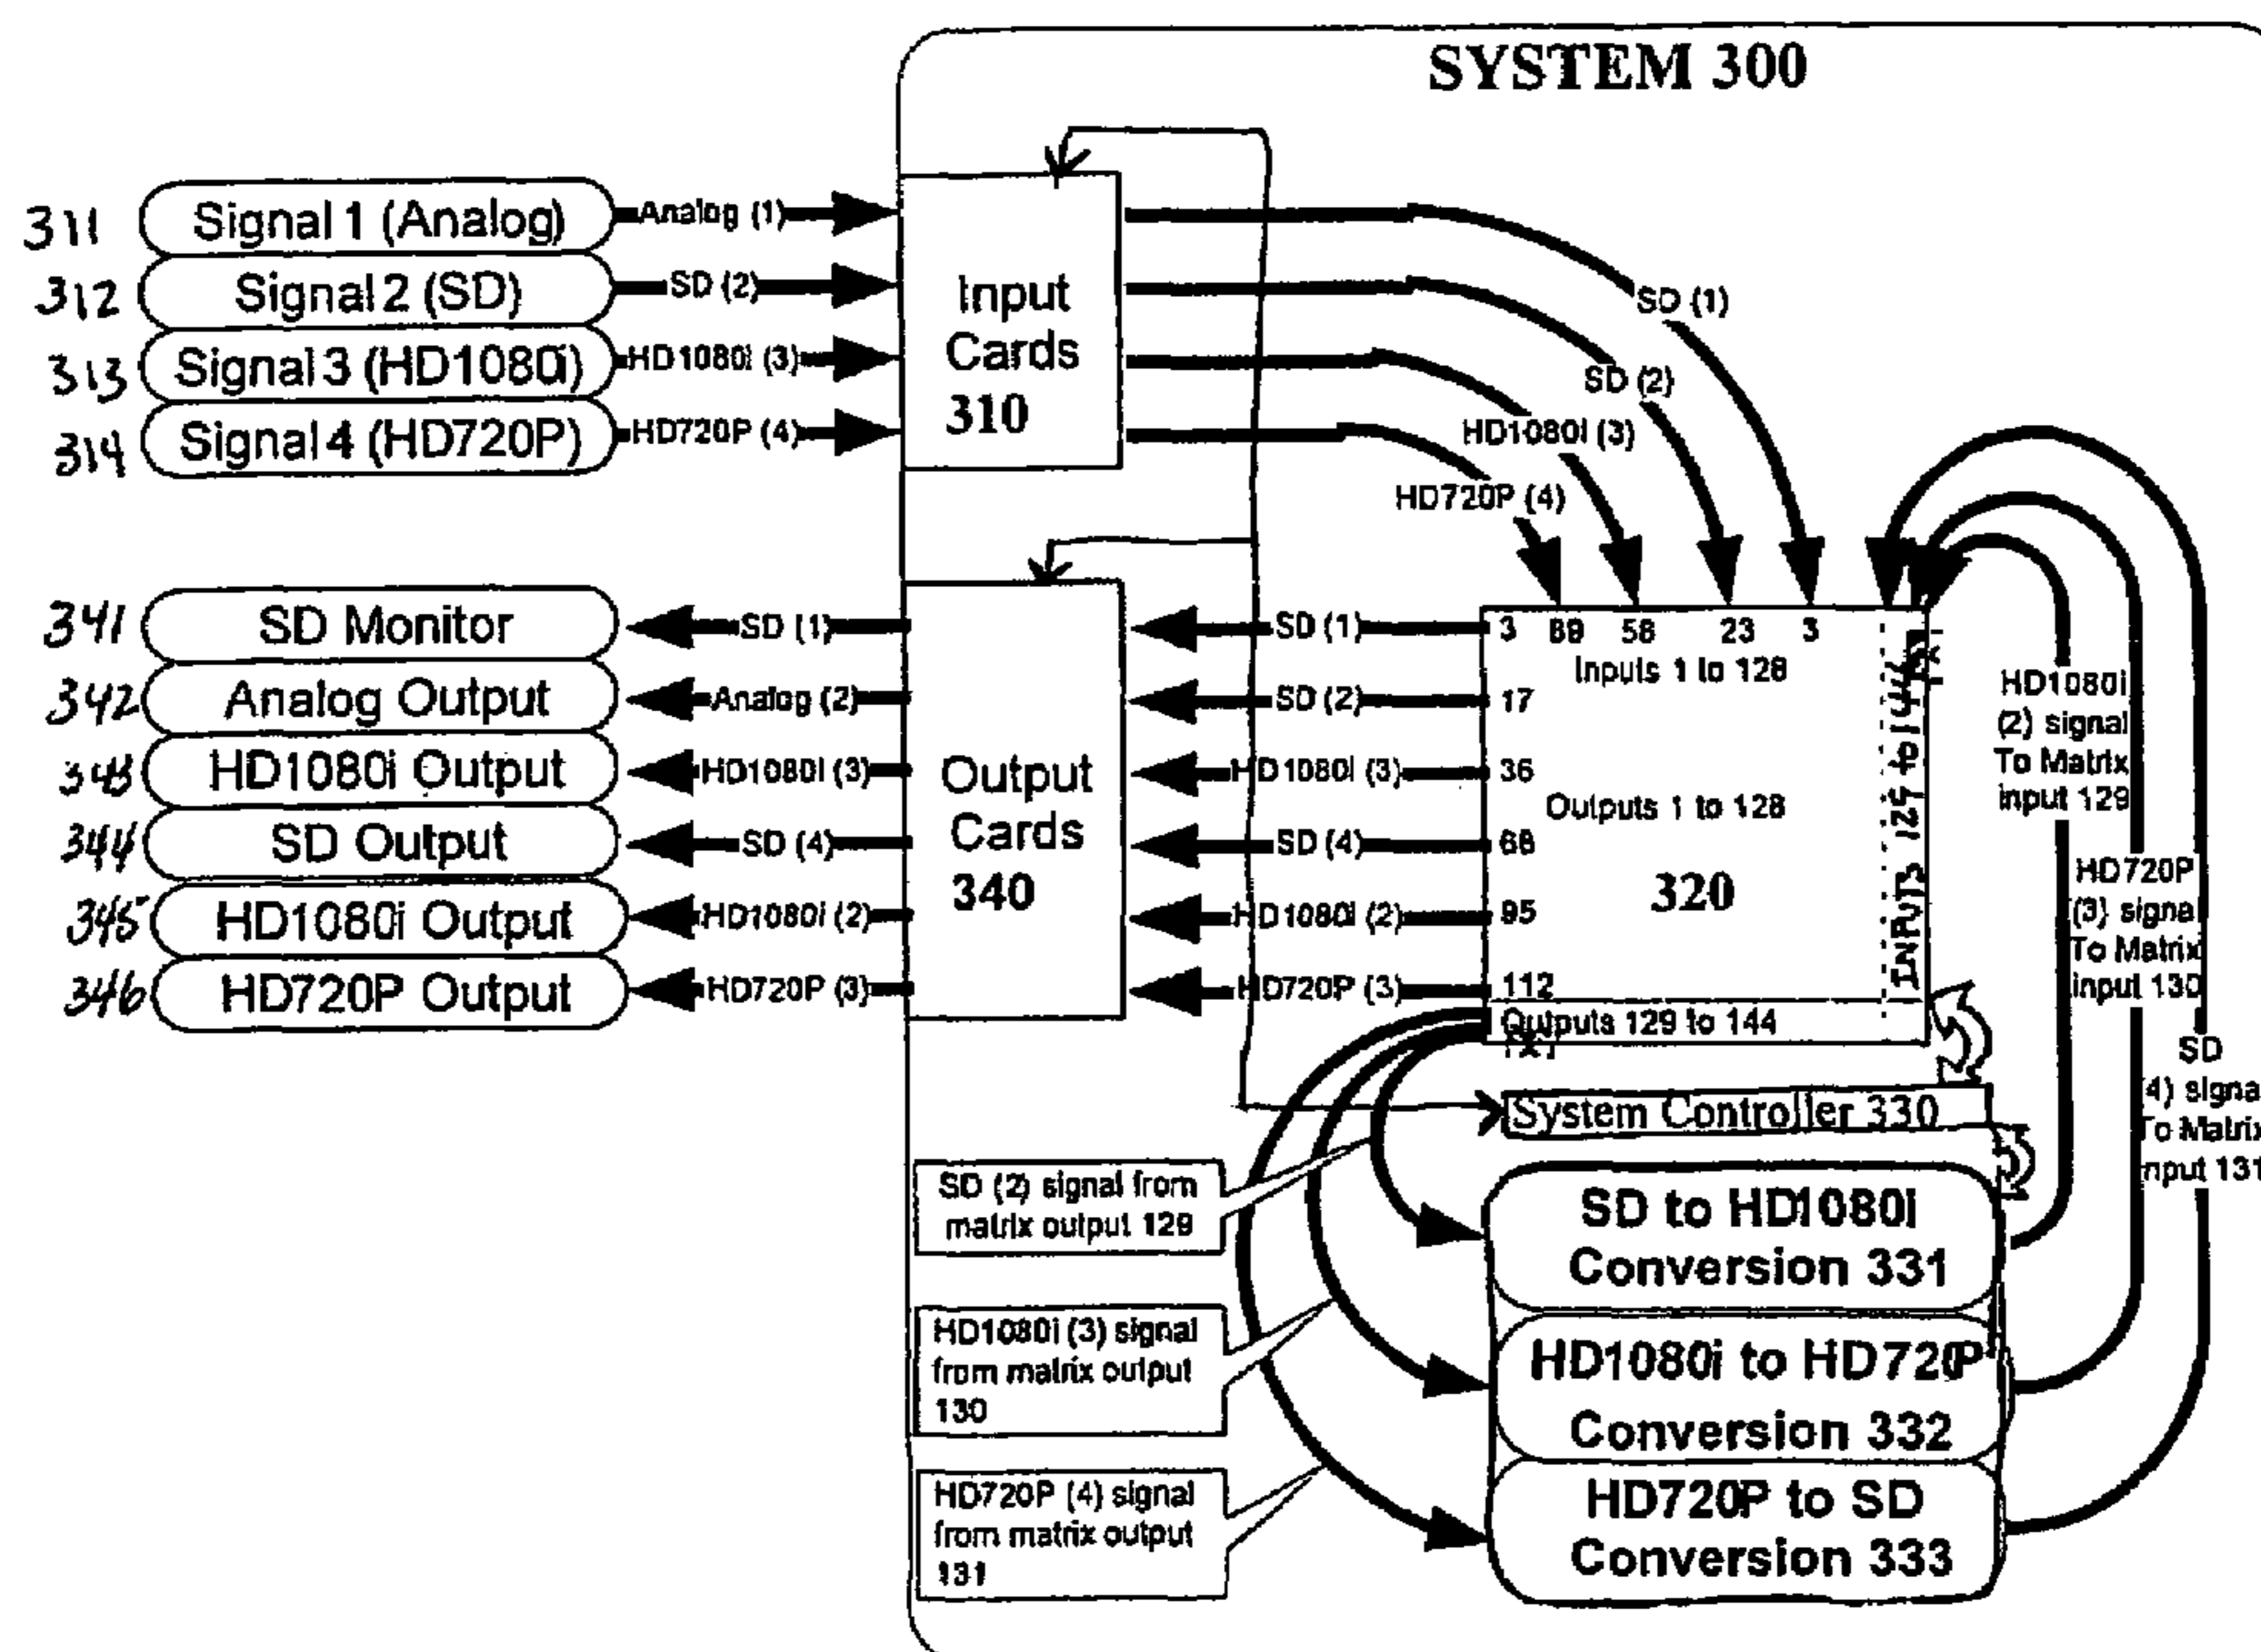 SYSTEM 300
311
Signal 1 (Analog)
Analog (1)
312
Signal 2 (SD)
SD (2)
313
Signal 3 (HD1080i)
HD1080i (3)
314
Signal 4 (HD720P)
HD720P (4)
Input
Cards
310
SD (1)
SD (2)
HD1080i (3)
HD720P (4)
341
SD Monitor
SD (1)
342
Analog Output
Analog (2)
343
HD1080i Output
HD1080i (3)
344
SD Output
SD (4)
345
HD1080i Output
HD1080i (2)
346
HD720P Output
HD720P (3)
Output
Cards
340
SD (1)
SD (2)
HD1080i (3)
SD (4)
HD1080i (2)
HD720P (3)
3 89 58 23 3
Inputs 1 to 128
17
36
Outputs 1 to 128
68
320
95
112
Outputs 129 to 144
INPUTS 129 to 144
HD1080i
(2) signal
To Matrix
input 129
HD720P
(3) signal
To Matrix
input 130
SD
4) signa
To Matrix
nput 131
System Controller 330
SD (2) signal from
matrix output 129
HD1080i (3) signal
from matrix output
130
HD720P (4) signal
from matrix output
131
SD to HD1080i
Conversion 331
HD1080i to HD720P
Conversion 332
HD720P to SD
Conversion 333